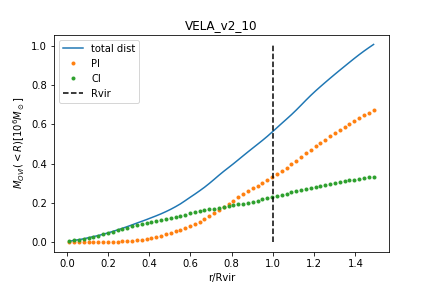 VELA_v2_10
total dist
PI
CI
Rvir
M_{OVI}(<R)[10^6 M_⊙]
1.0
0.8
0.6
0.4
0.2
0.0
0.0 0.2 0.4 0.6 0.8 1.0 1.2 1.4
r/Rvir